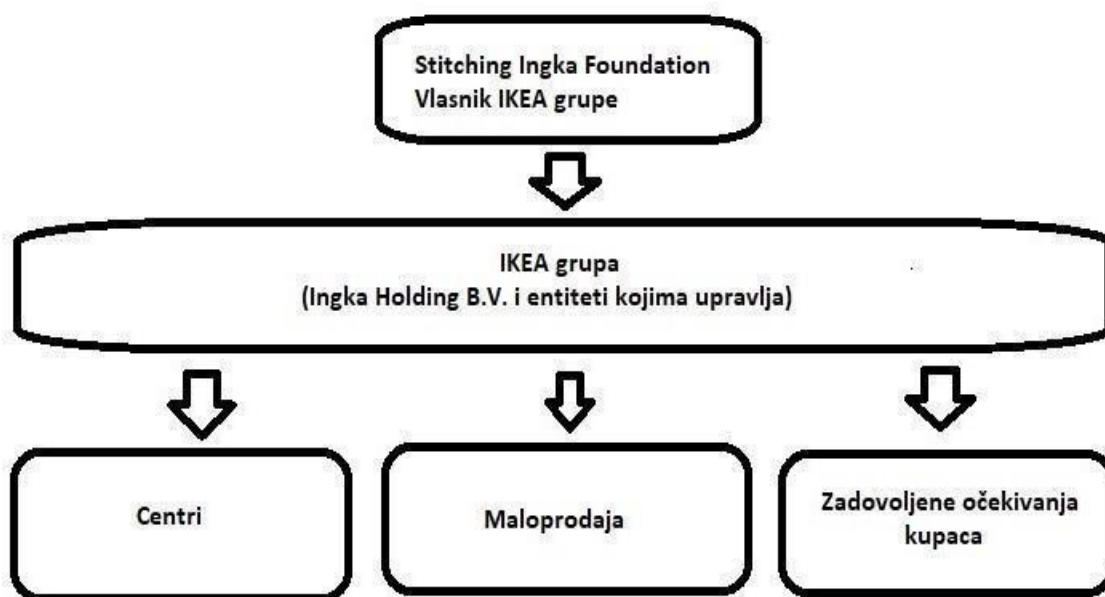 Stitching Ingka Foundation
Vlasnik IKEA grupe
IKEA grupa
(Ingka Holding B.V. i entiteti kojima upravlja)
Centri
Maloprodaja
Zadovoljene očekivanja
kupaca